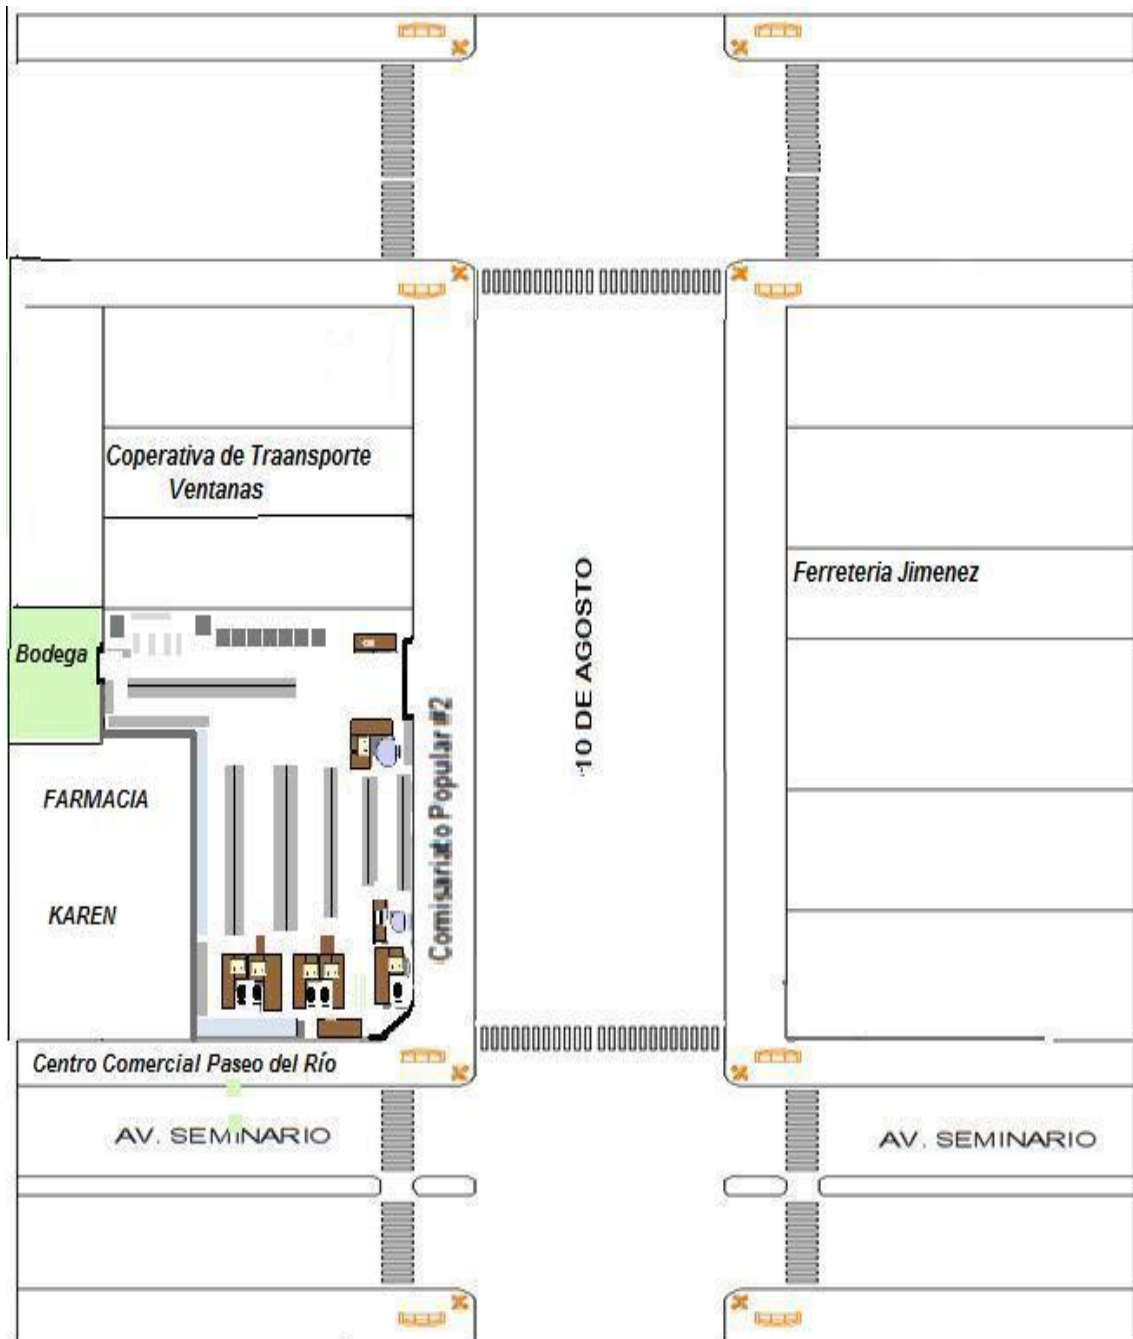 Coperativa de Traansporte
Ventanas
Ferreteria Jimenez
10 DE AGOSTO
Bodega
Comisariato Popular #2
FARMACIA
KAREN
Centro Comercial Paseo del Río
AV. SEMINARIO
AV. SEMINARIO